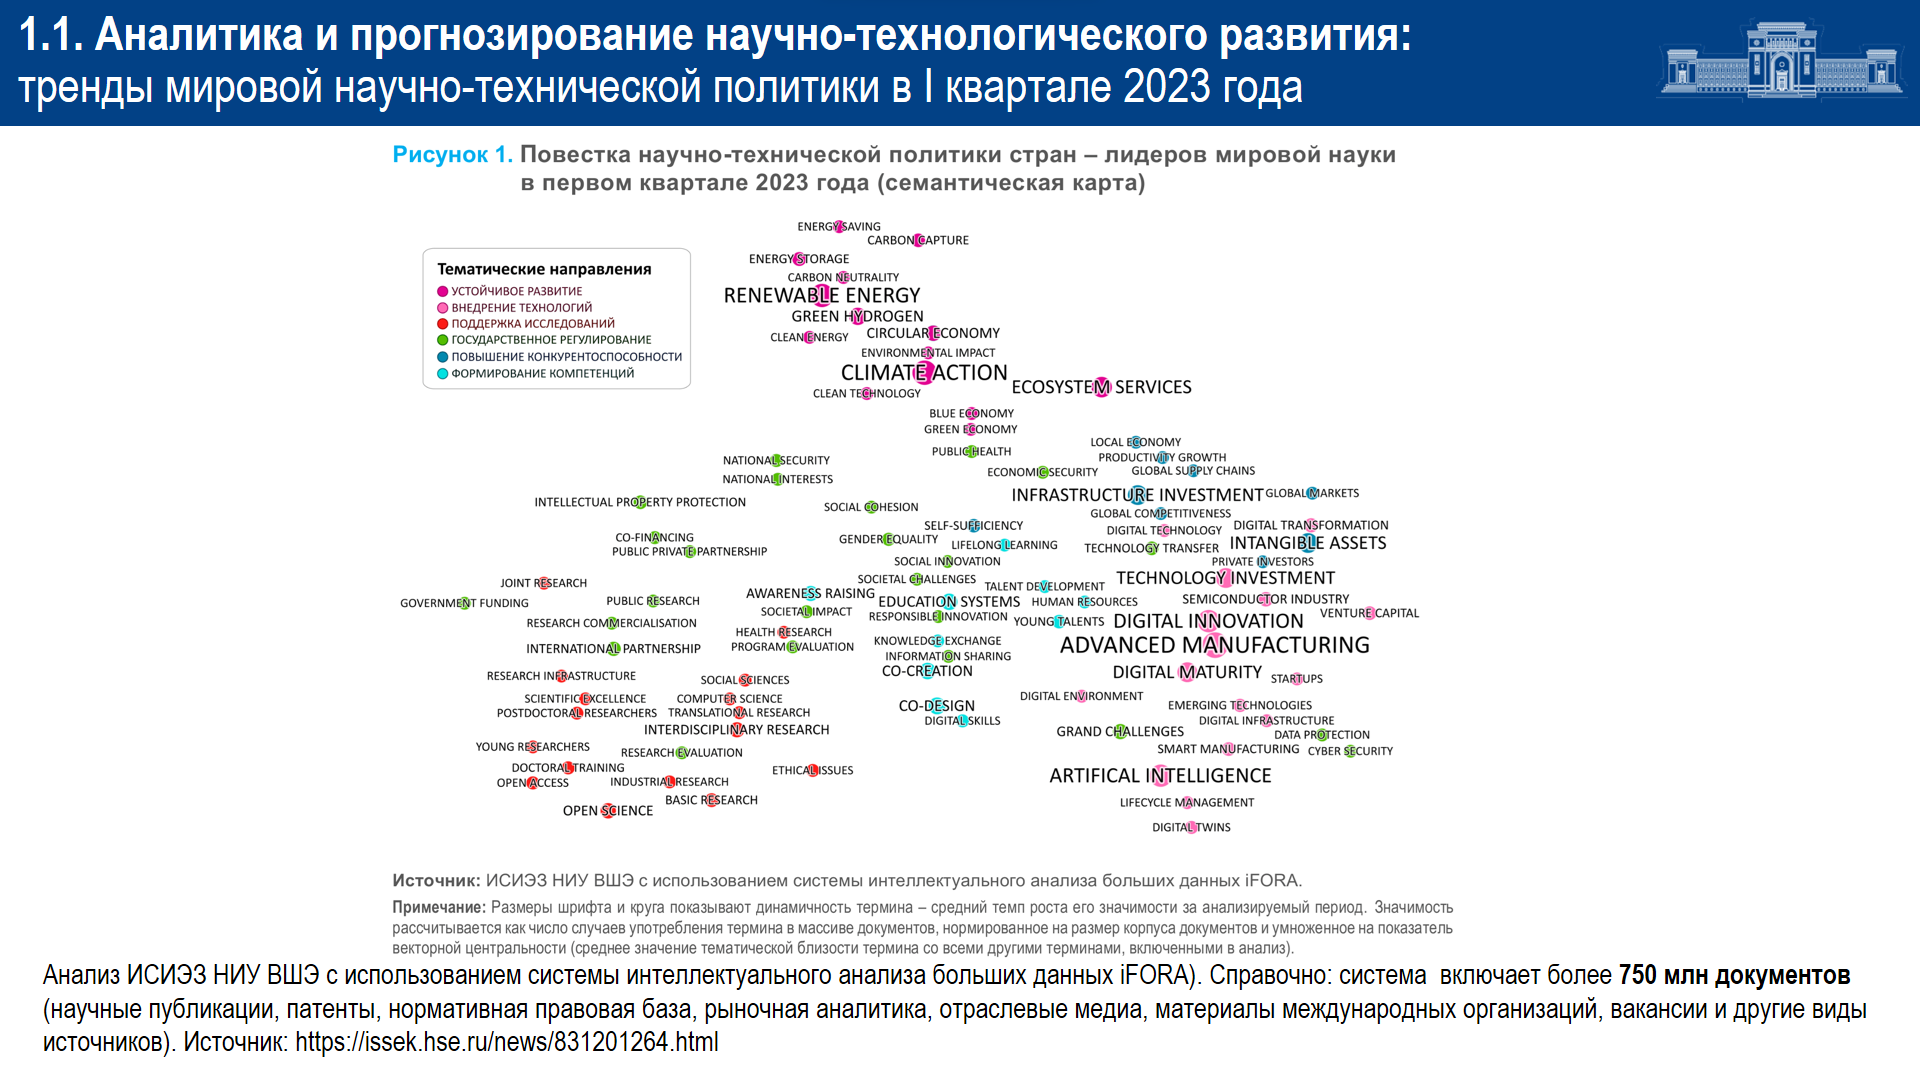 1.1. Аналитика и прогнозирование научно-технологического развития:
тренды мировой научно-технической политики в I квартале 2023 года
Рисунок 1. Повестка научно-технической политики стран – лидеров мировой науки
в первом квартале 2023 года (семантическая карта)
Тематические направления
УСТОЙЧИВОЕ РАЗВИТИЕ
ВНЕДРЕНИЕ ТЕХНОЛОГИЙ
ПОДДЕРЖКА ИССЛЕДОВАНИЙ
ГОСУДАРСТВЕННОЕ РЕГУЛИРОВАНИЕ
ПОВЫШЕНИЕ КОНКУРЕНТОСПОСОБНОСТИ
ФОРМИРОВАНИЕ КОМПЕТЕНЦИЙ
ENERGY SAVING
CARBON CAPTURE
ENERGY STORAGE
CARBON NEUTRALITY
RENEWABLE ENERGY
GREEN HYDROGEN
CIRCULAR ECONOMY
CLEAN ENERGY
ENVIRONMENTAL IMPACT
CLIMATE ACTION
ECOSYSTEM SERVICES
CLEAN TECHNOLOGY
BLUE ECONOMY
GREEN ECONOMY
LOCAL ECONOMY
PUBLIC HEALTH
PRODUCTIVITY GROWTH
NATIONAL SECURITY
ECONOMIC SECURITY
GLOBAL SUPPLY CHAINS
NATIONAL INTERESTS
INFRASTRUCTURE INVESTMENT
GLOBAL MARKETS
INTELLECTUAL PROPERTY PROTECTION
SOCIAL COHESION
GLOBAL COMPETITIVENESS
SELF-SUFFICIENCY
DIGITAL TRANSFORMATION
DIGITAL TECHNOLOGY
CO-FINANCING
GENDER EQUALITY
INTANGIBLE ASSETS
LIFELONG LEARNING
TECHNOLOGY TRANSFER
PUBLIC PRIVATE PARTNERSHIP
SOCIAL INNOVATION
PRIVATE INVESTORS
TECHNOLOGY INVESTMENT
SOCIETAL CHALLENGES
JOINT RESEARCH
TALENT DEVELOPMENT
AWARENESS RAISING
SEMICONDUCTOR INDUSTRY
PUBLIC RESEARCH
EDUCATION SYSTEMS
HUMAN RESOURCES
GOVERNMENT FUNDING
SOCIETAL IMPACT
VENTURE CAPITAL
RESPONSIBLE INNOVATION
DIGITAL INNOVATION
YOUNG TALENTS
RESEARCH COMMERCIALISATION
HEALTH RESEARCH
KNOWLEDGE EXCHANGE
ADVANCED MANUFACTURING
PROGRAM EVALUATION
INTERNATIONAL PARTNERSHIP
INFORMATION SHARING
CO-CREATION
DIGITAL MATURITY
RESEARCH INFRASTRUCTURE
STARTUPS
SOCIAL SCIENCES
DIGITAL ENVIRONMENT
SCIENTIFIC EXCELLENCE
COMPUTER SCIENCE
CO-DESIGN
EMERGING TECHNOLOGIES
POSTDOCTORAL RESEARCHERS
TRANSLATIONAL RESEARCH
DIGITAL SKILLS
DIGITAL INFRASTRUCTURE
INTERDISCIPLINARY RESEARCH
GRAND CHALLENGES
DATA PROTECTION
YOUNG RESEARCHERS
SMART MANUFACTURING
CYBER SECURITY
RESEARCH EVALUATION
DOCTORAL TRAINING
ETHICAL ISSUES
ARTIFICAL INTELLIGENCE
OPEN ACCESS
INDUSTRIAL RESEARCH
BASIC RESEARCH
LIFECYCLE MANAGEMENT
OPEN SCIENCE
DIGITAL TWINS
Источник: ИСИЭЗ НИУ ВШЭ с использованием системы интеллектуального анализа больших данных iFORA.
Примечание: Размеры шрифта и круга показывают динамичность термина – средний темп роста его значимости за анализируемый период. Значимость
рассчитывается как число случаев употребления термина в массиве документов, нормированное на размер корпуса документов и умноженное на показатель
векторной центральности (среднее значение тематической близости термина со всеми другими терминами, включенными в анализ).
Анализ ИСИЭЗ НИУ ВШЭ с использованием системы интеллектуального анализа больших данных iFORA). Справочно: система включает более 750 млн документов
(научные публикации, патенты, нормативная правовая база, рыночная аналитика, отраслевые медиа, материалы международных организаций, вакансии и другие виды
источников). Источник: https://issek.hse.ru/news/831201264.html